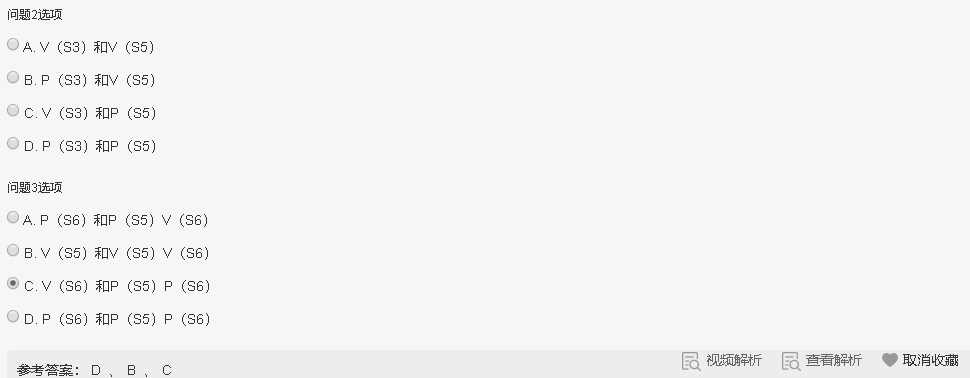 问题2选项
A. V（S3）和V（S5）
B. P（S3）和V（S5）
C. V（S3）和P（S5）
D. P（S3）和P（S5）
问题3选项
A. P（S6）和P（S5）V（S6）
B. V（S5）和V（S5）V（S6）
C. V（S6）和P（S5）P（S6）
D. P（S6）和P（S5）P（S6）
参考答案： D 、 B 、 C 视频解析 查看解析 取消收藏